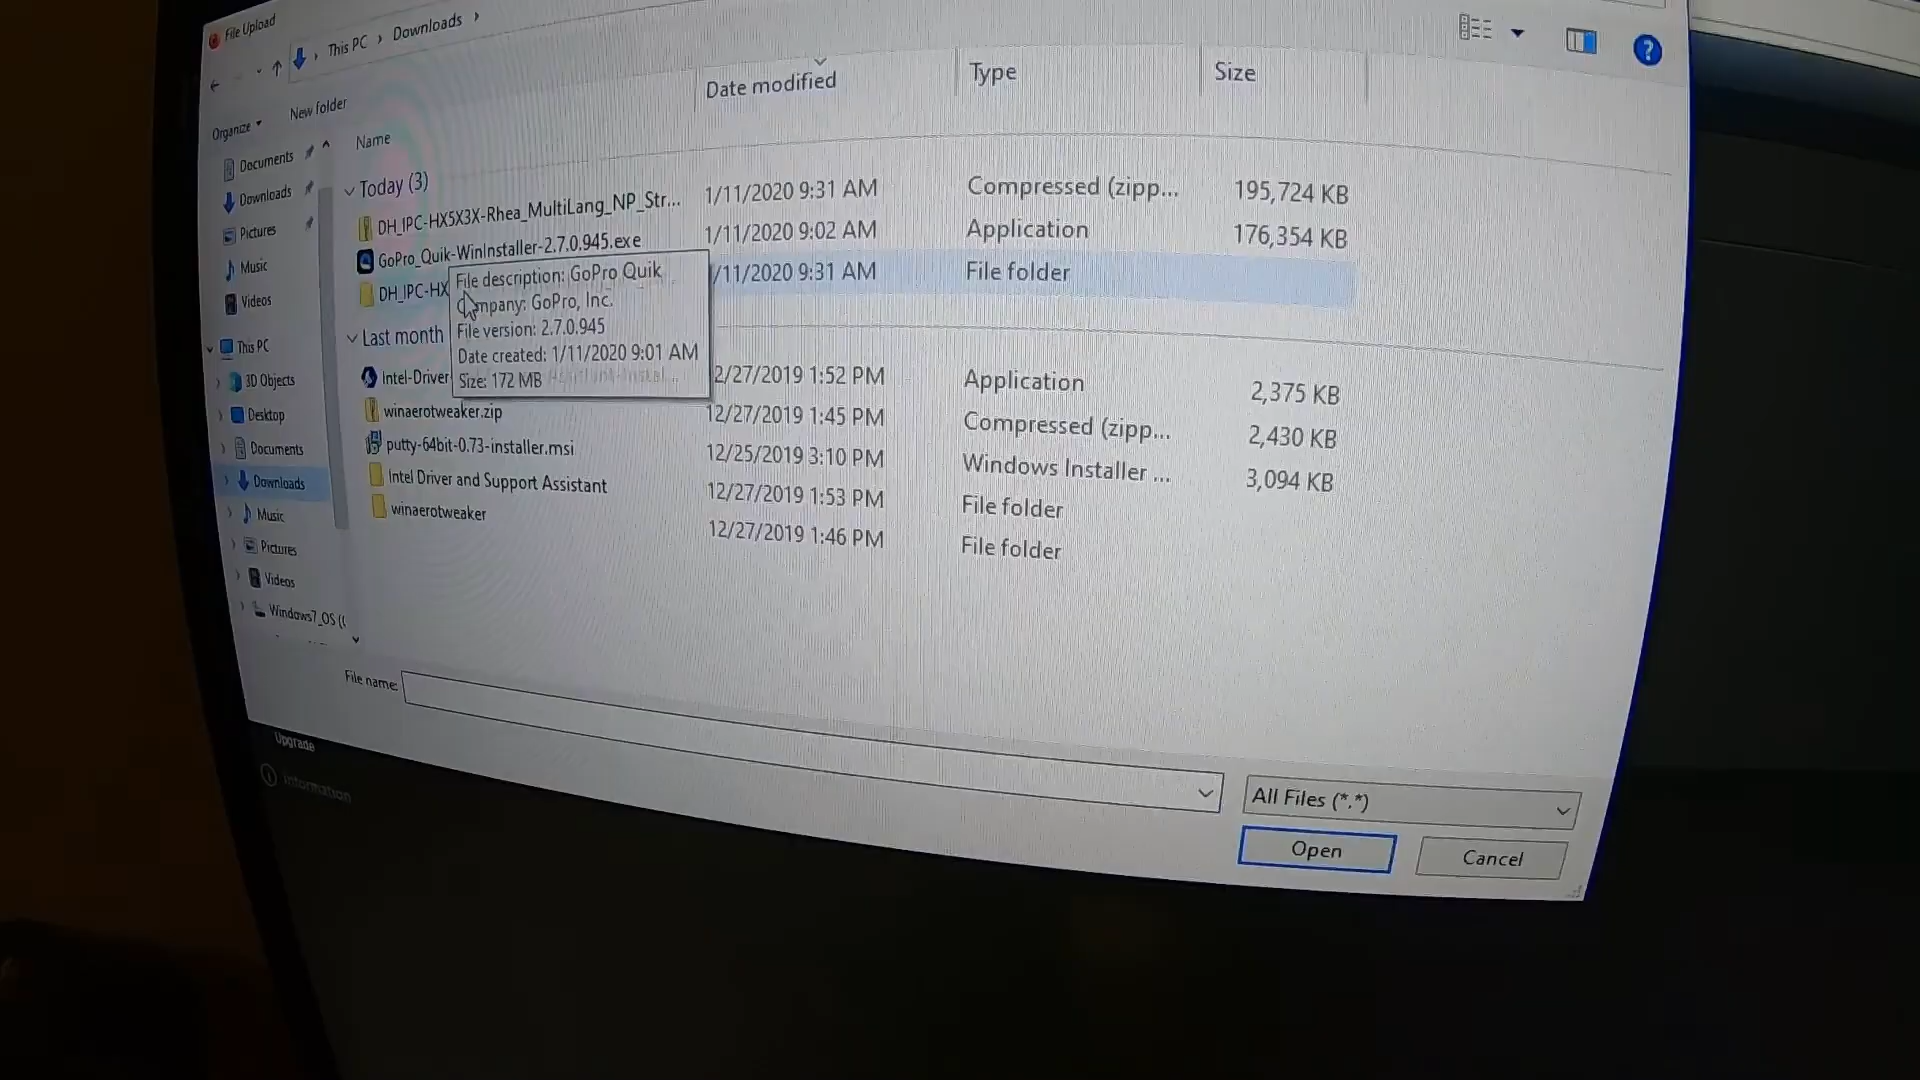 File Upload
This PC > Downloads >
Organize
New folder
Name
Date modified
Type
Size
Documents
Downloads
Pictures
Music
Videos
This PC
3D Objects
Desktop
Documents
Downloads
Music
Pictures
Videos
Windows7_OS (
Today (3)
DH_IPC-HX5X3X-Rhea_MultiLang_NP_Str... 1/11/2020 9:31 AM Compressed (zipp... 195,724 KB
GoPro_Quik-WinInstaller-2.7.0.945.exe 1/11/2020 9:02 AM Application 176,354 KB
DH_IPC-HX /11/2020 9:31 AM File folder
File description: GoPro Quik
Company: GoPro, Inc.
File version: 2.7.0.945
Date created: 1/11/2020 9:01 AM
Size: 172 MB
Last month
Intel-Driver 2/27/2019 1:52 PM Application 2,375 KB
winaerotweaker.zip 12/27/2019 1:45 PM Compressed (zipp... 2,430 KB
putty-64bit-0.73-installer.msi 12/25/2019 3:10 PM Windows Installer ... 3,094 KB
Intel Driver and Support Assistant 12/27/2019 1:53 PM File folder
winaerotweaker 12/27/2019 1:46 PM File folder
File name:
All Files (*.*)
Open
Cancel
Upgrade
Information